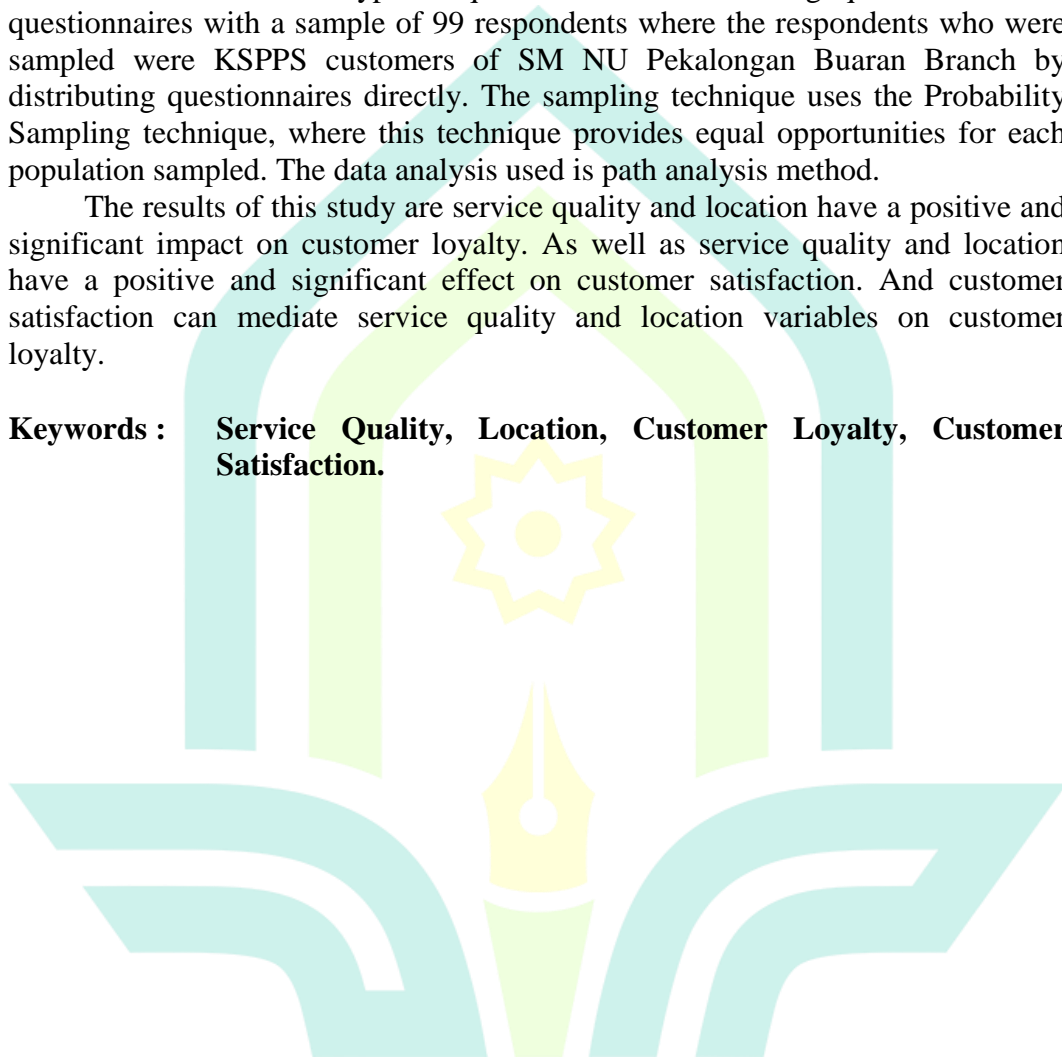 questionnaires with a sample of 99 respondents where the respondents who were
sampled were KSPPS customers of SM NU Pekalongan Buaran Branch by
distributing questionnaires directly. The sampling technique uses the Probability
Sampling technique, where this technique provides equal opportunities for each
population sampled. The data analysis used is path analysis method.
The results of this study are service quality and location have a positive and
significant impact on customer loyalty. As well as service quality and location
have a positive and significant effect on customer satisfaction. And customer
satisfaction can mediate service quality and location variables on customer
loyalty.
Keywords : Service Quality, Location, Customer Loyalty, Customer
Satisfaction.